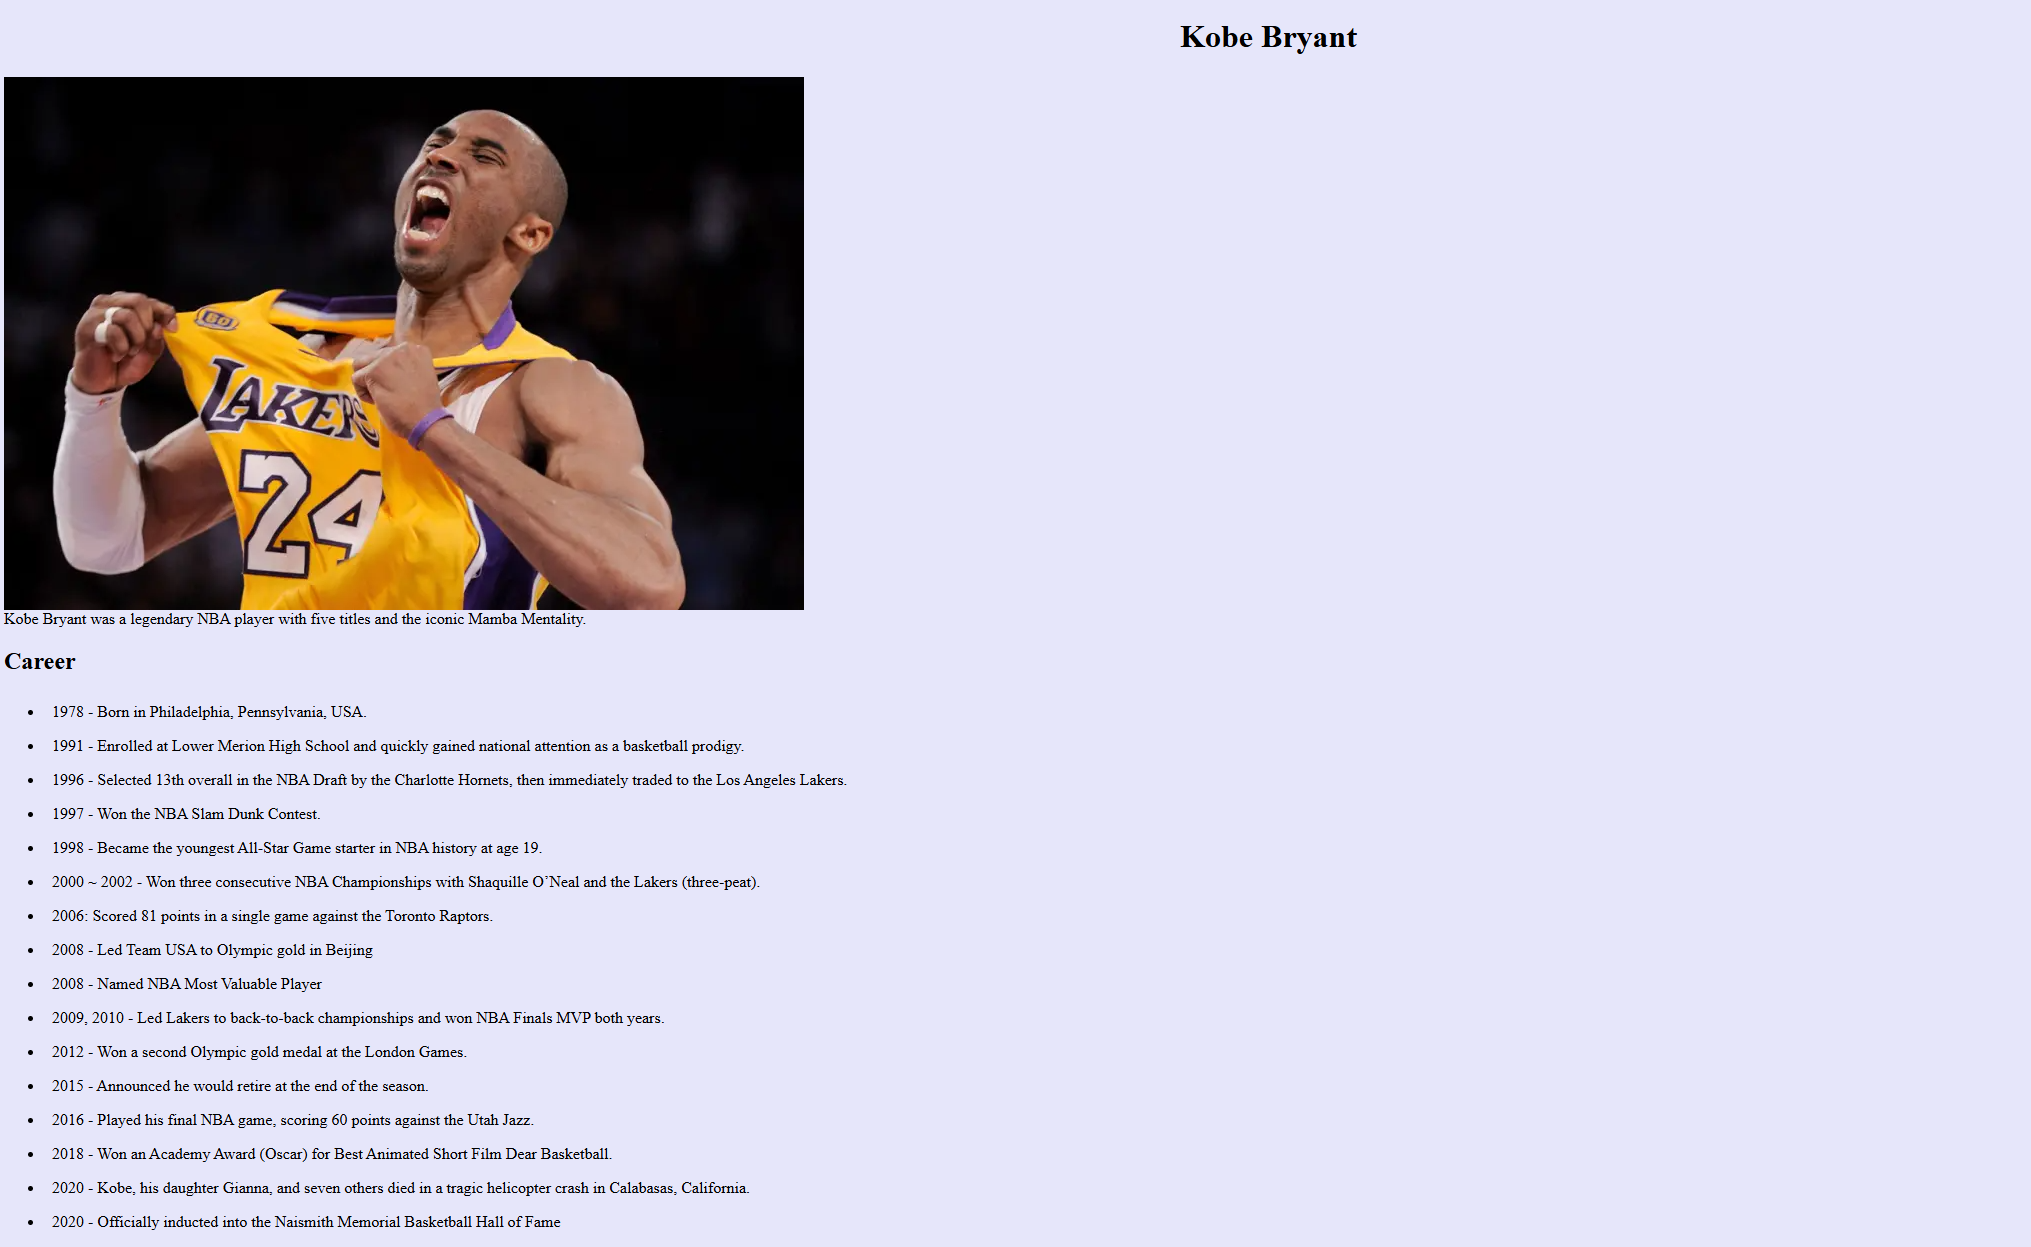 Kobe Bryant
60
LAKERS
24
Kobe Bryant was a legendary NBA player with five titles and the iconic Mamba Mentality.
Career
• 1978 - Born in Philadelphia, Pennsylvania, USA.
• 1991 - Enrolled at Lower Merion High School and quickly gained national attention as a basketball prodigy.
• 1996 - Selected 13th overall in the NBA Draft by the Charlotte Hornets, then immediately traded to the Los Angeles Lakers.
• 1997 - Won the NBA Slam Dunk Contest.
• 1998 - Became the youngest All-Star Game starter in NBA history at age 19.
• 2000 ~ 2002 - Won three consecutive NBA Championships with Shaquille O’Neal and the Lakers (three-peat).
• 2006: Scored 81 points in a single game against the Toronto Raptors.
• 2008 - Led Team USA to Olympic gold in Beijing
• 2008 - Named NBA Most Valuable Player
• 2009, 2010 - Led Lakers to back-to-back championships and won NBA Finals MVP both years.
• 2012 - Won a second Olympic gold medal at the London Games.
• 2015 - Announced he would retire at the end of the season.
• 2016 - Played his final NBA game, scoring 60 points against the Utah Jazz.
• 2018 - Won an Academy Award (Oscar) for Best Animated Short Film Dear Basketball.
• 2020 - Kobe, his daughter Gianna, and seven others died in a tragic helicopter crash in Calabasas, California.
• 2020 - Officially inducted into the Naismith Memorial Basketball Hall of Fame